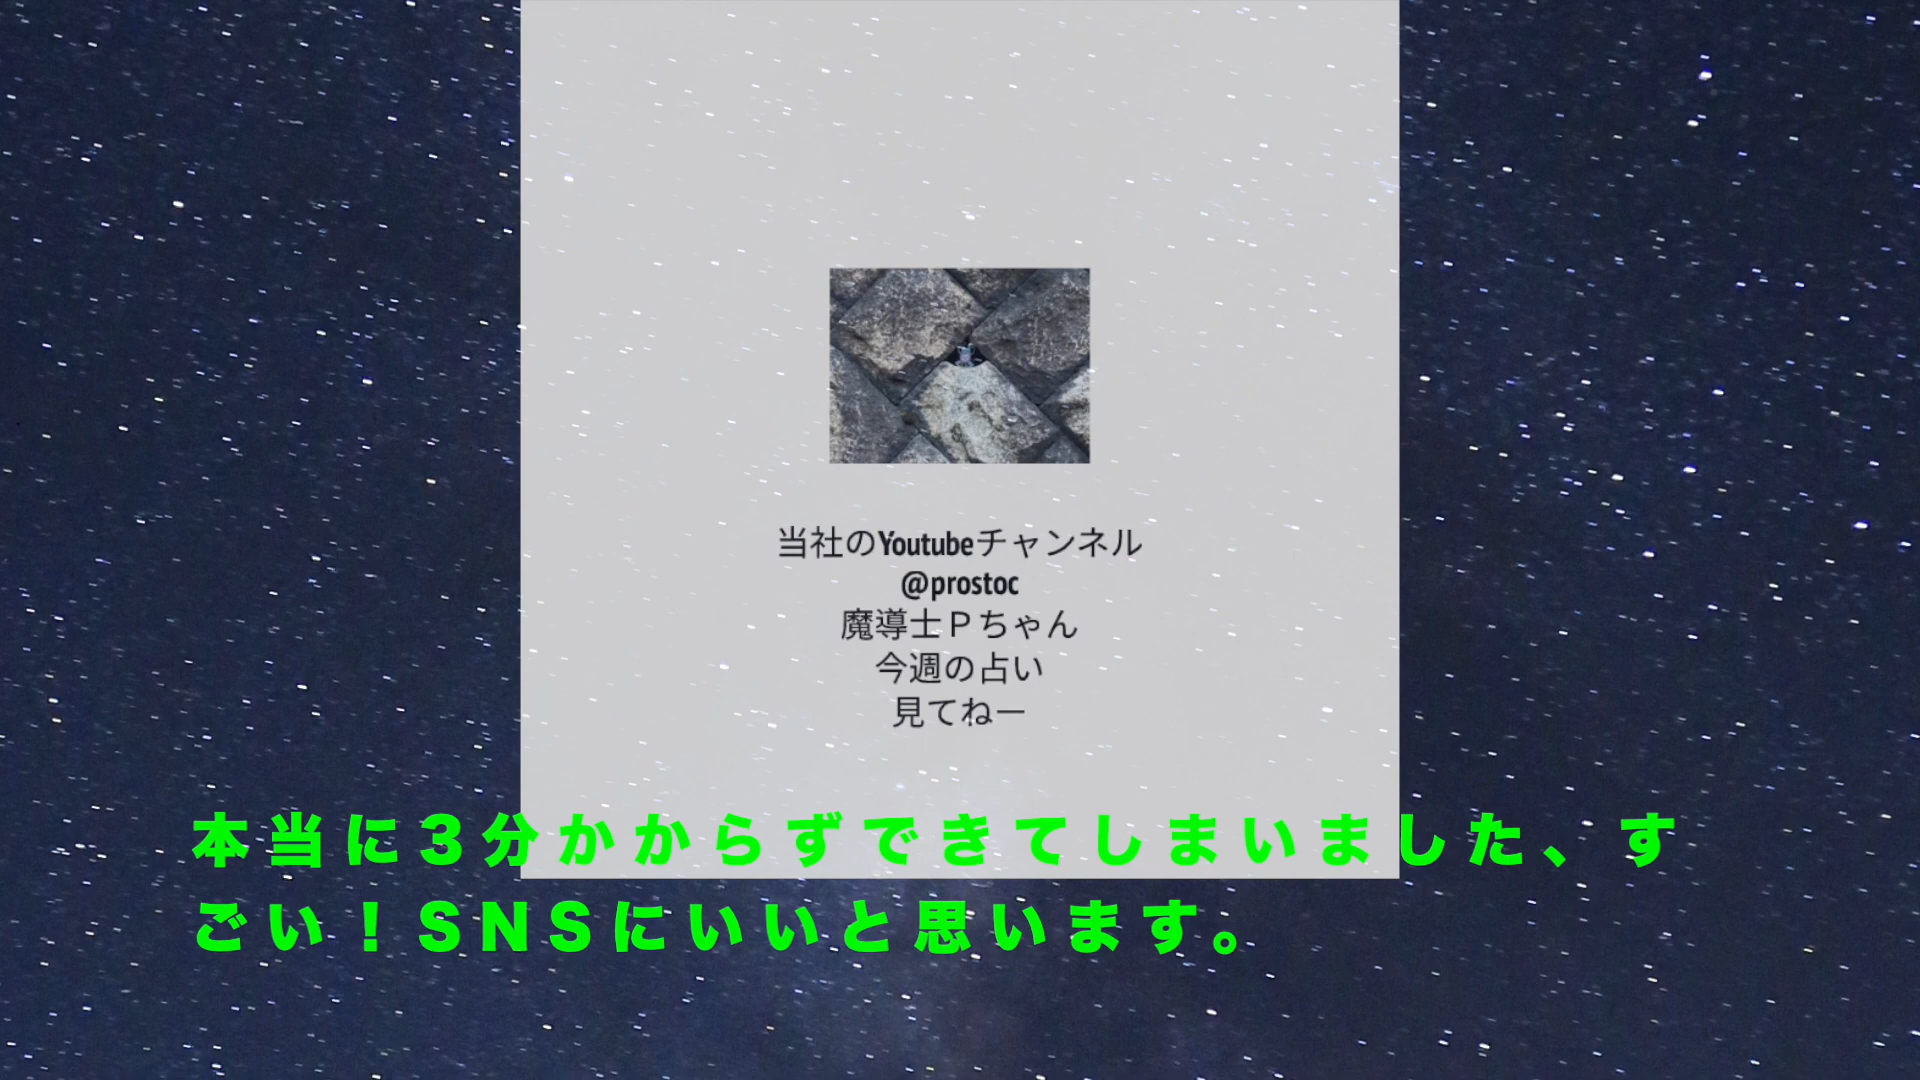 当社のYoutubeチャンネル
@prostoc
魔導士Ｐちゃん
今週の占い
見てねー
本当に３分かからずできてしまいました、す
ごい！ＳＮＳにいいと思います。